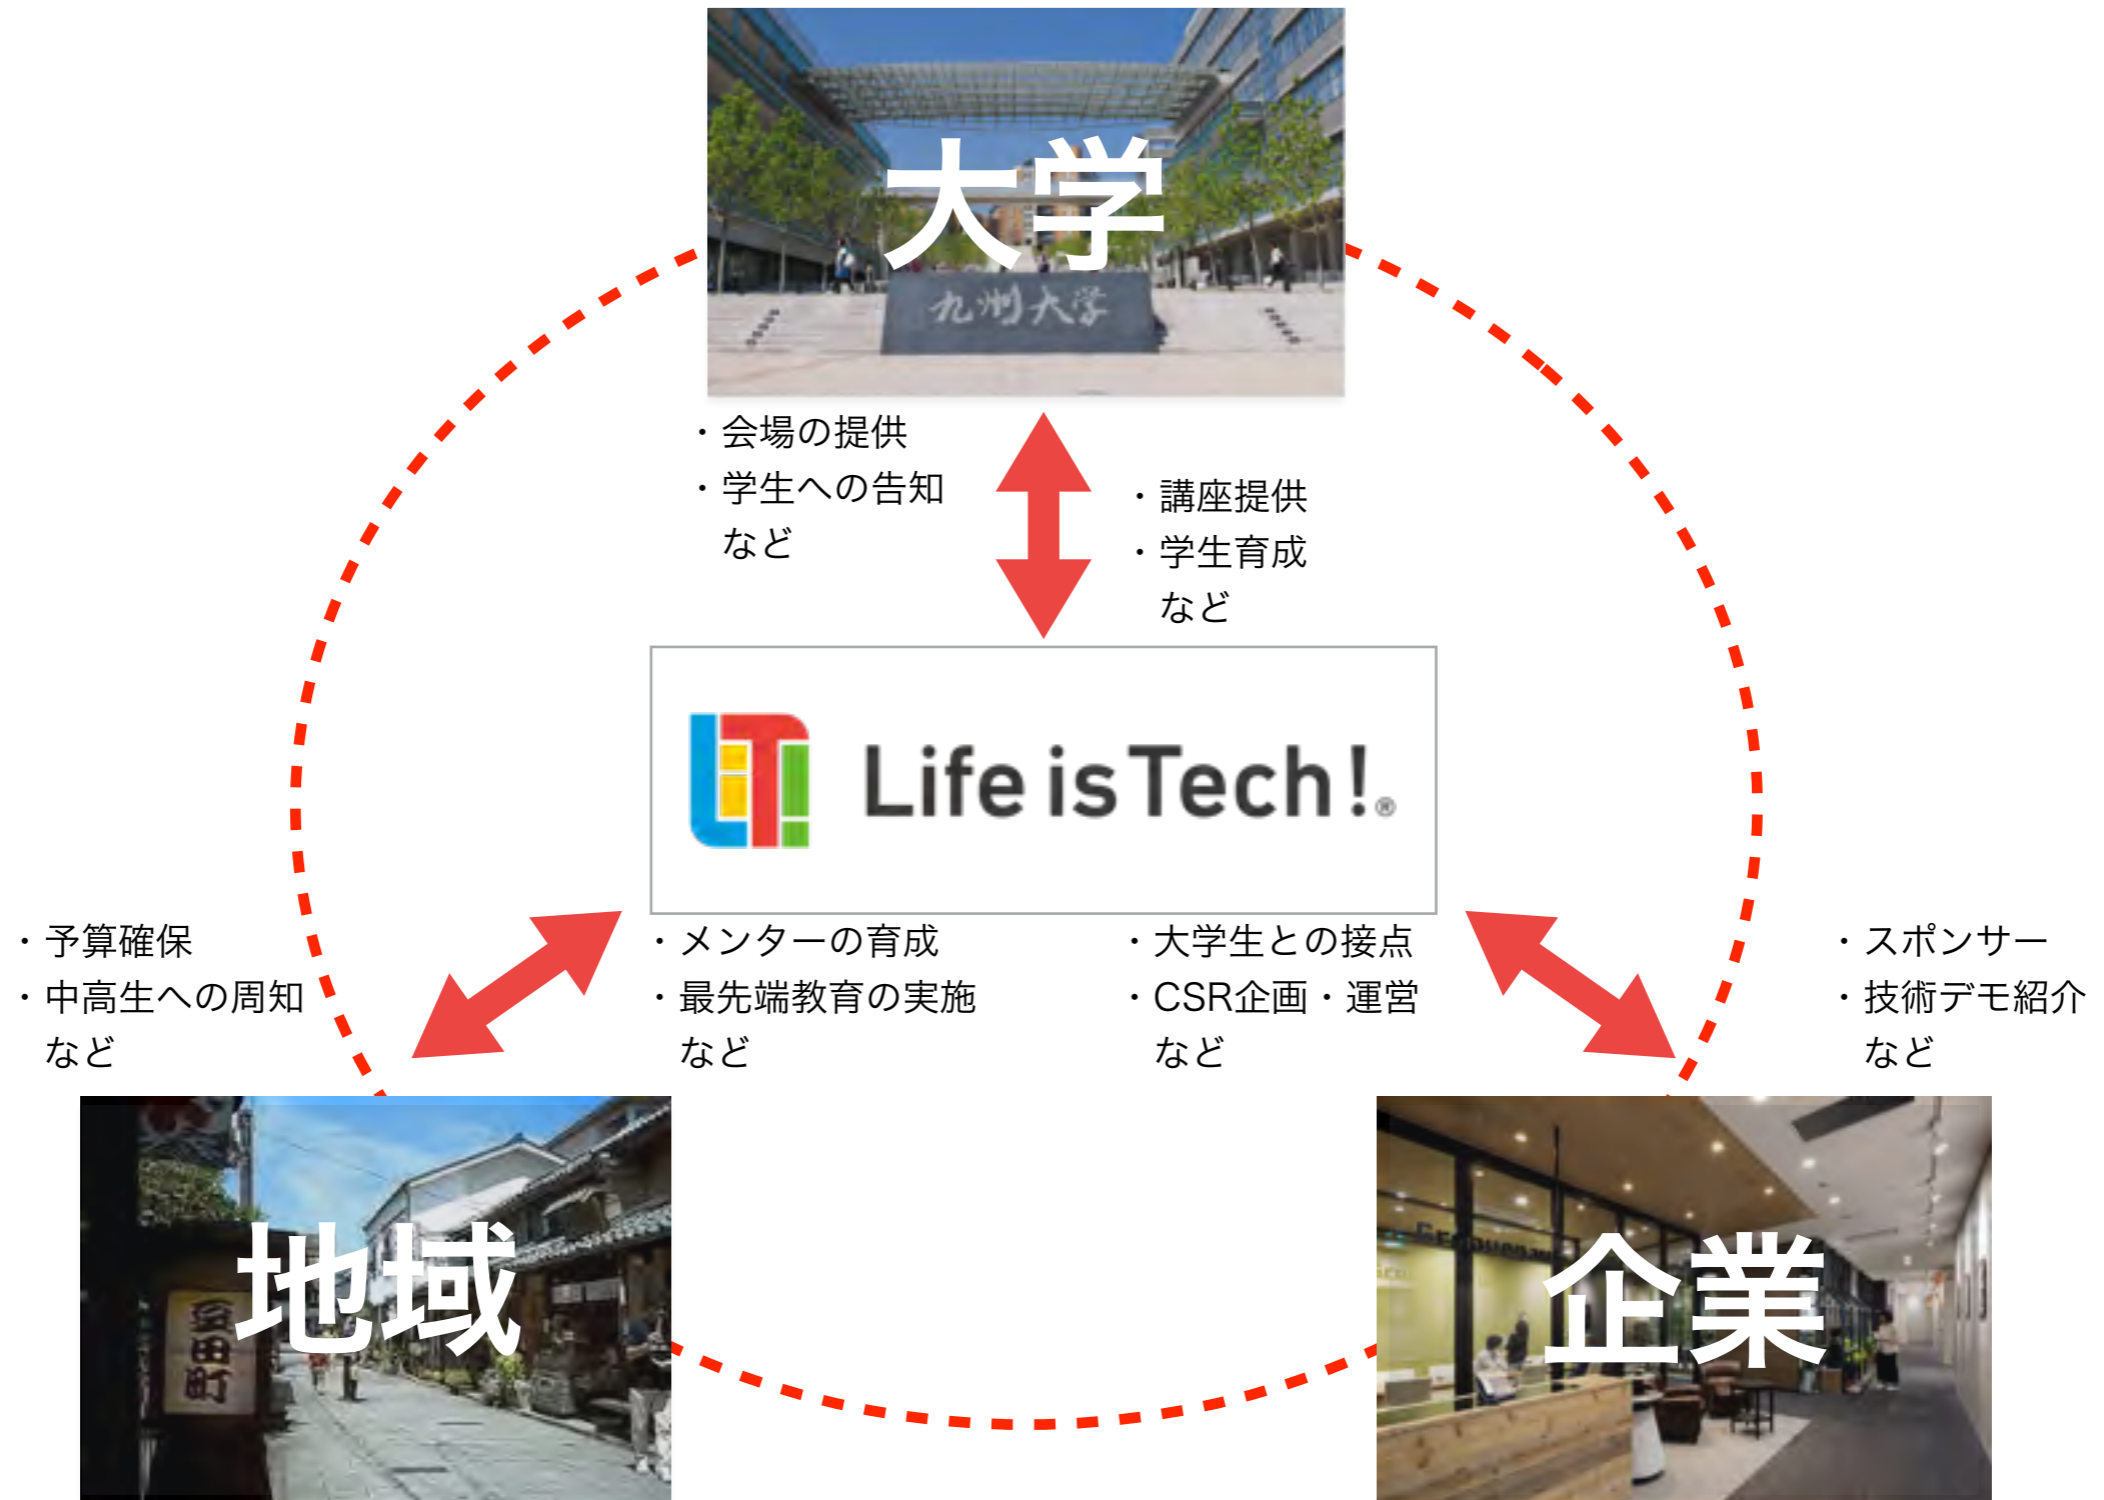 大学
九州大学
・会場の提供
・学生への告知
など
・講座提供
・学生育成
など
Life is Tech!®
・予算確保
・中高生への周知
など
・メンターの育成
・最先端教育の実施
など
・大学生との接点
・CSR企画・運営
など
・スポンサー
・技術デモ紹介
など
地域
豆田町
企業